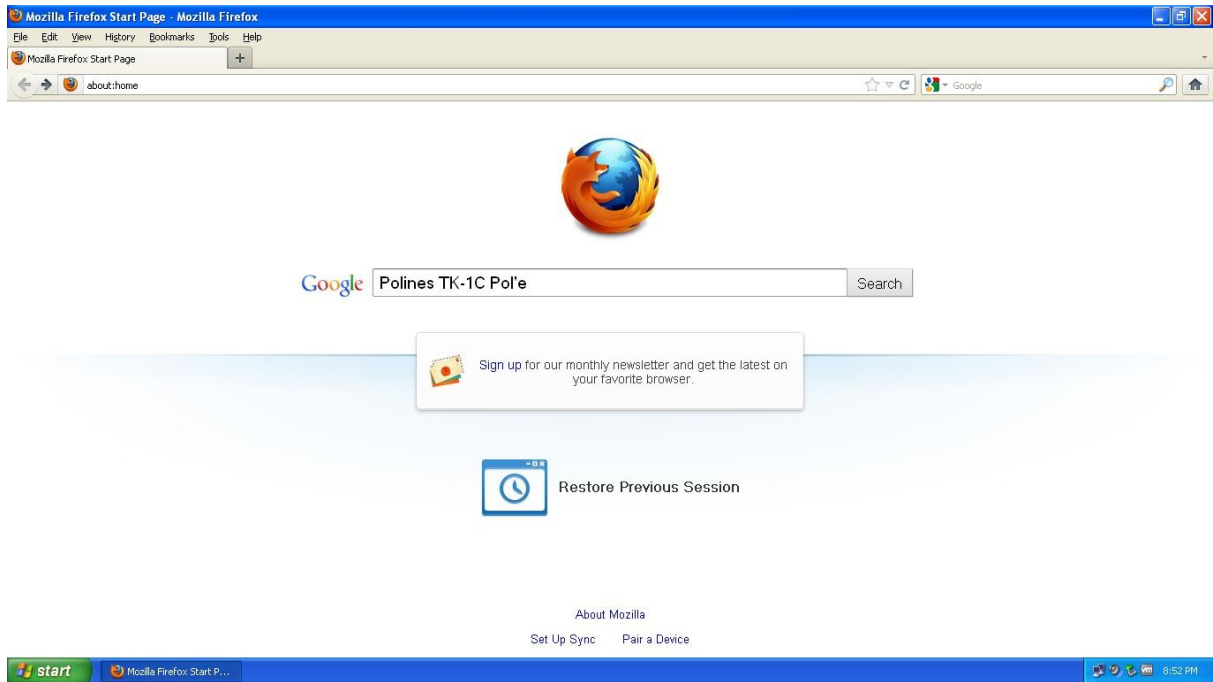 Mozilla Firefox Start Page - Mozilla Firefox
File Edit View History Bookmarks Tools Help
Mozilla Firefox Start Page +
about:home Google
Google Polines TK-1C Pol'e Search
Sign up for our monthly newsletter and get the latest on
your favorite browser.
Restore Previous Session
About Mozilla
Set Up Sync Pair a Device
start Mozilla Firefox Start P... 8:52 PM